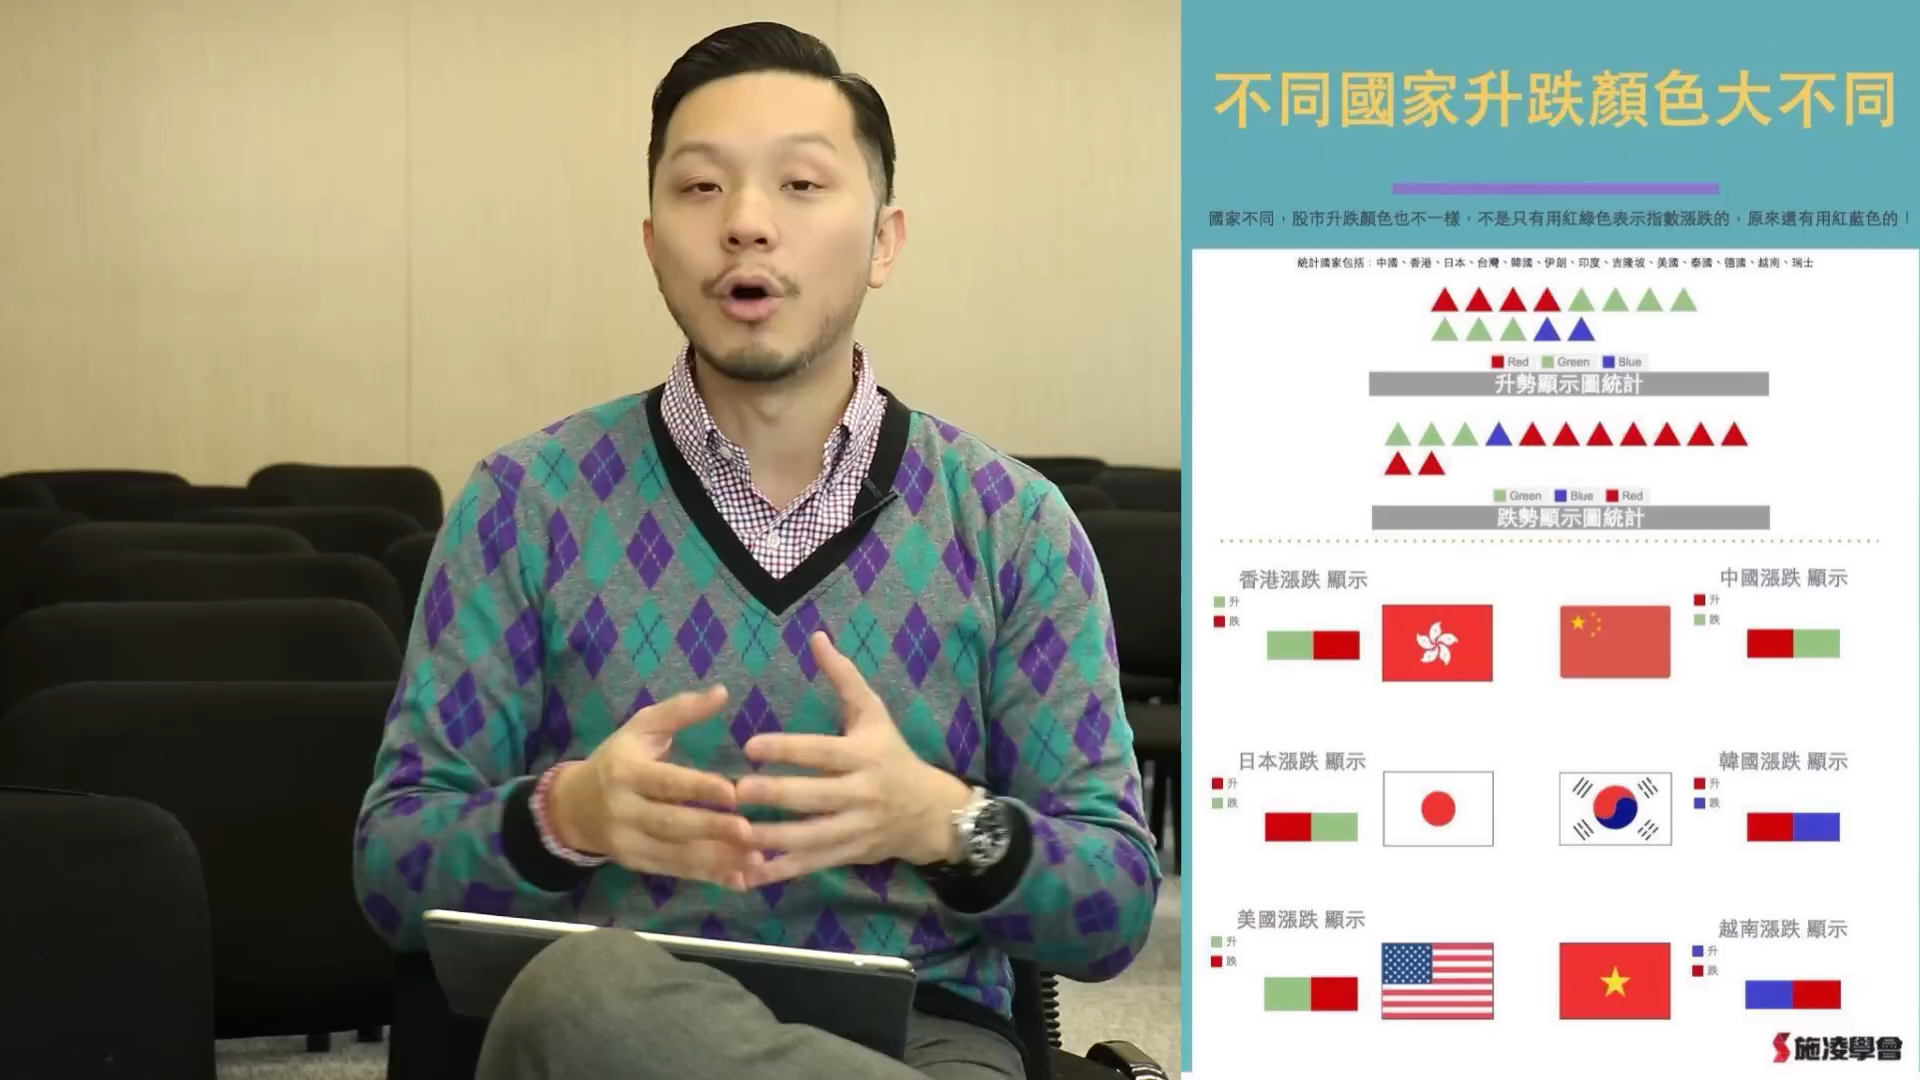 不同國家升跌顏色大不同
國家不同，股市升跌顏色也不一樣，不是只有用紅綠色表示指數漲跌的，原來還有用紅藍色的！
統計國家包括：中國、香港、日本、台灣、韓國、伊朗、印度、吉隆坡、美國、泰國、德國、越南、瑞士
Red Green Blue
升勢顯示圖統計
Green Blue Red
跌勢顯示圖統計
香港漲跌 顯示
升
跌
中國漲跌 顯示
升
跌
日本漲跌 顯示
升
跌
韓國漲跌 顯示
升
跌
美國漲跌 顯示
升
跌
越南漲跌 顯示
升
跌
施凌學會